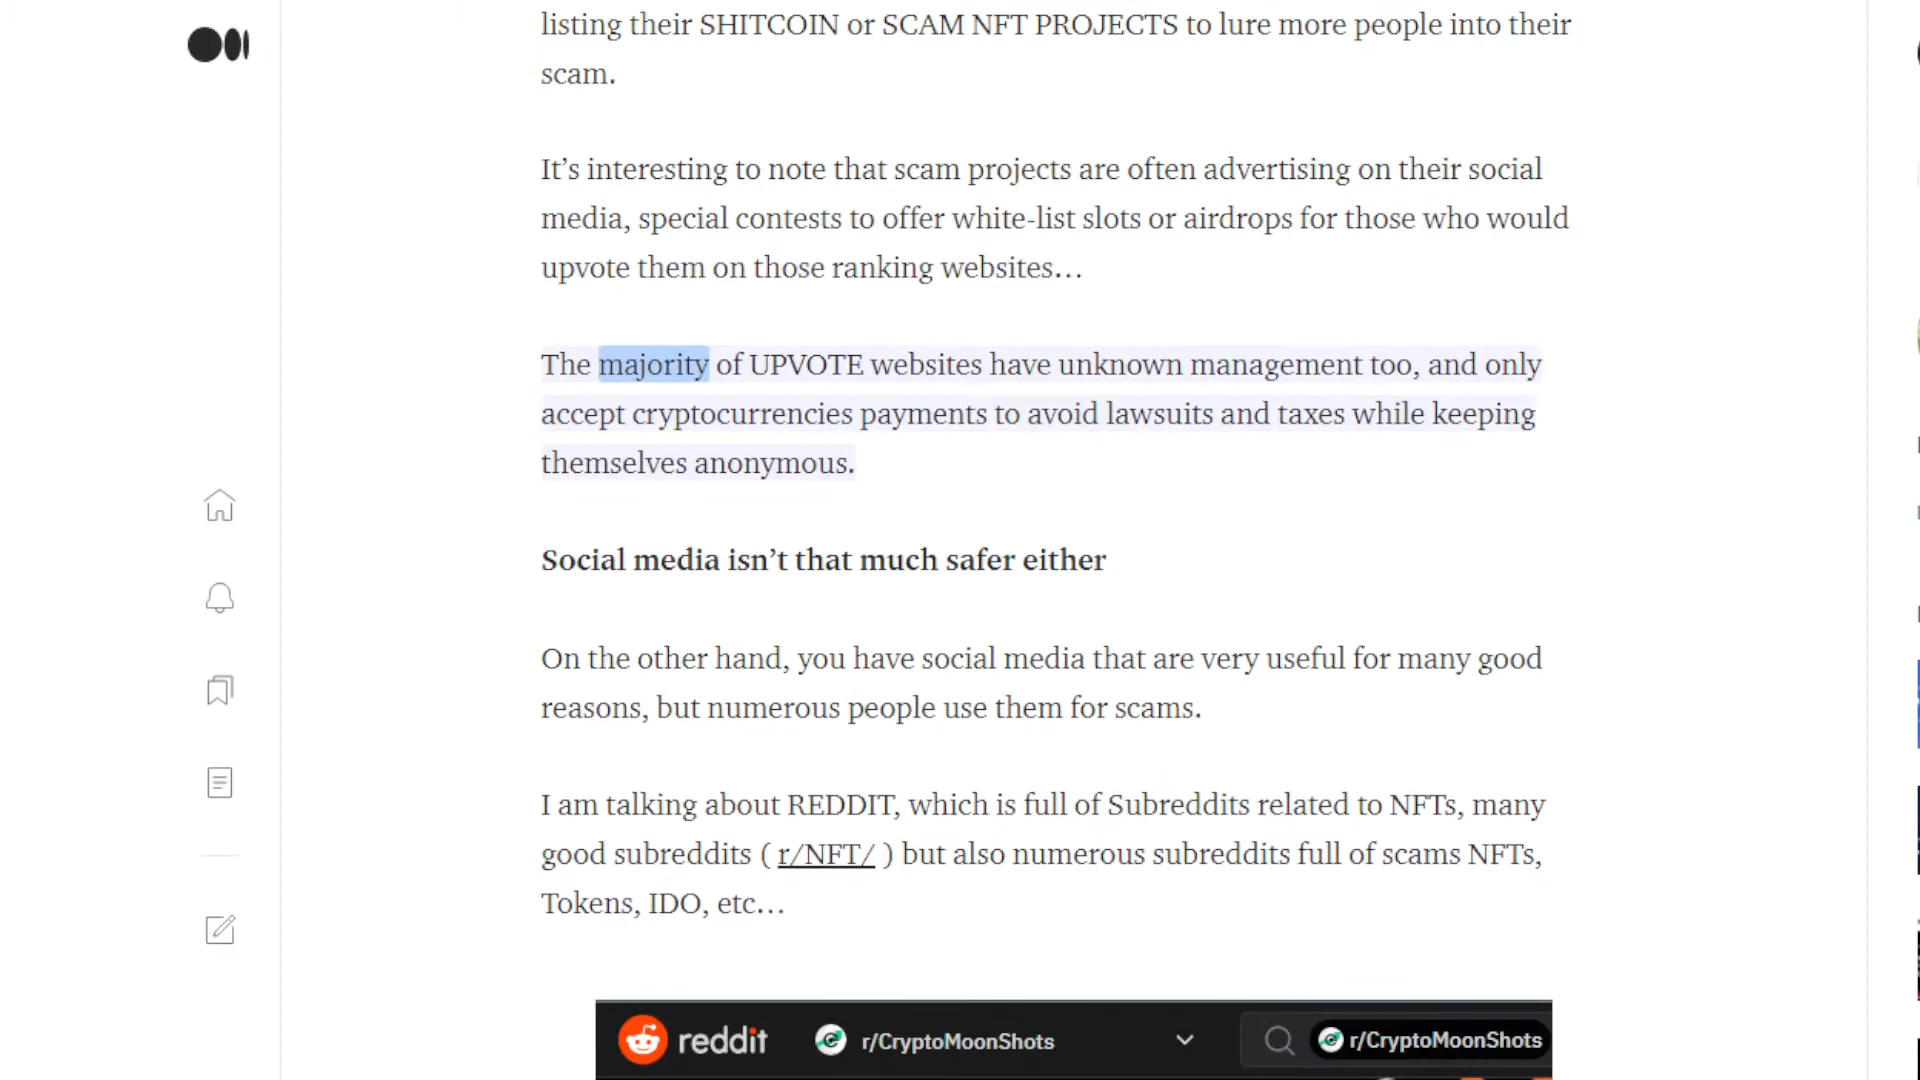 listing their SHITCOIN or SCAM NFT PROJECTS to lure more people into their
scam.
It’s interesting to note that scam projects are often advertising on their social
media, special contests to offer white-list slots or airdrops for those who would
upvote them on those ranking websites…
The majority of UPVOTE websites have unknown management too, and only
accept cryptocurrencies payments to avoid lawsuits and taxes while keeping
themselves anonymous.
Social media isn’t that much safer either
On the other hand, you have social media that are very useful for many good
reasons, but numerous people use them for scams.
I am talking about REDDIT, which is full of Subreddits related to NFTs, many
good subreddits ( r/NFT/ ) but also numerous subreddits full of scams NFTs,
Tokens, IDO, etc…
reddit r/CryptoMoonShots r/CryptoMoonShots